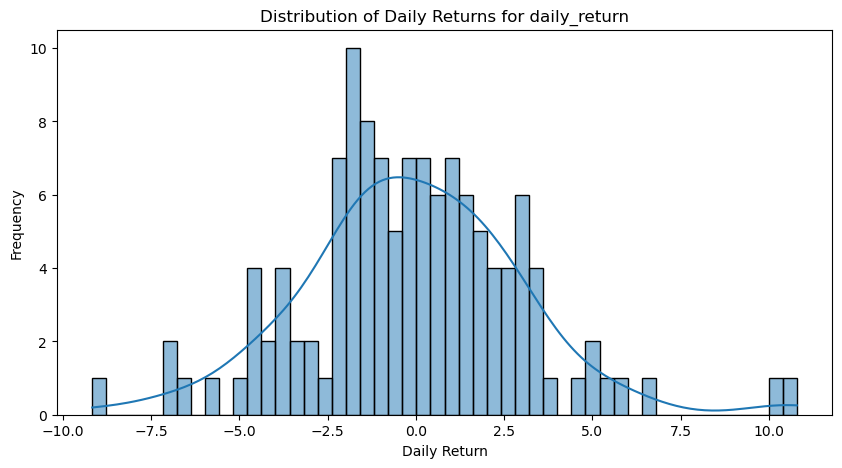 Distribution of Daily Returns for daily_return
Frequency
10
8
6
4
2
0
−10.0 −7.5 −5.0 −2.5 0.0 2.5 5.0 7.5 10.0
Daily Return